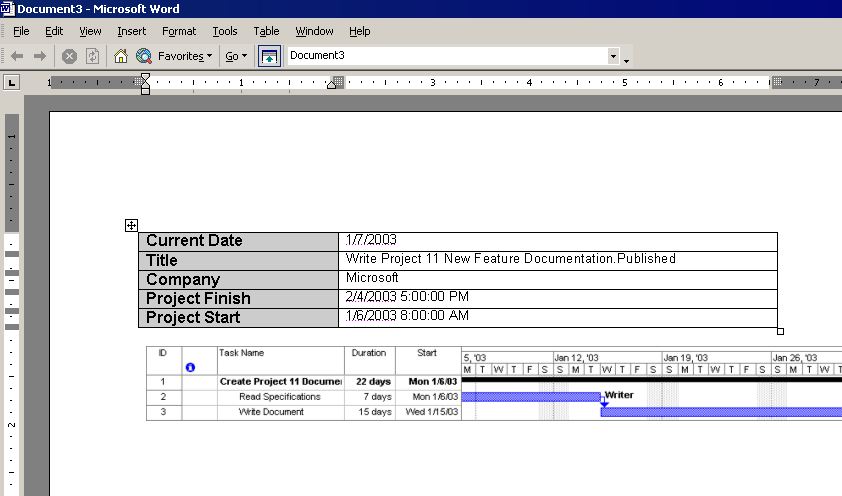 Document3 - Microsoft Word
File Edit View Insert Format Tools Table Window Help
Favorites Go Document3
1 1 3 4 5 6 7
Current Date 1/7/2003
Title Write Project 11 New Feature Documentation.Published
Company Microsoft
Project Finish 2/4/2003 5:00:00 PM
Project Start 1/6/2003 8:00:00 AM
ID Task Name Duration Start 5, '03 Jan 12, '03 Jan 19, '03 Jan 26, '03
M T W T F S S M T W T F S S M T W T F S S M T W T
1 Create Project 11 Documen 22 days Mon 1/6/03
2 Read Specifications 7 days Mon 1/6/03 Writer
3 Write Document 15 days Wed 1/15/03
1
1
2